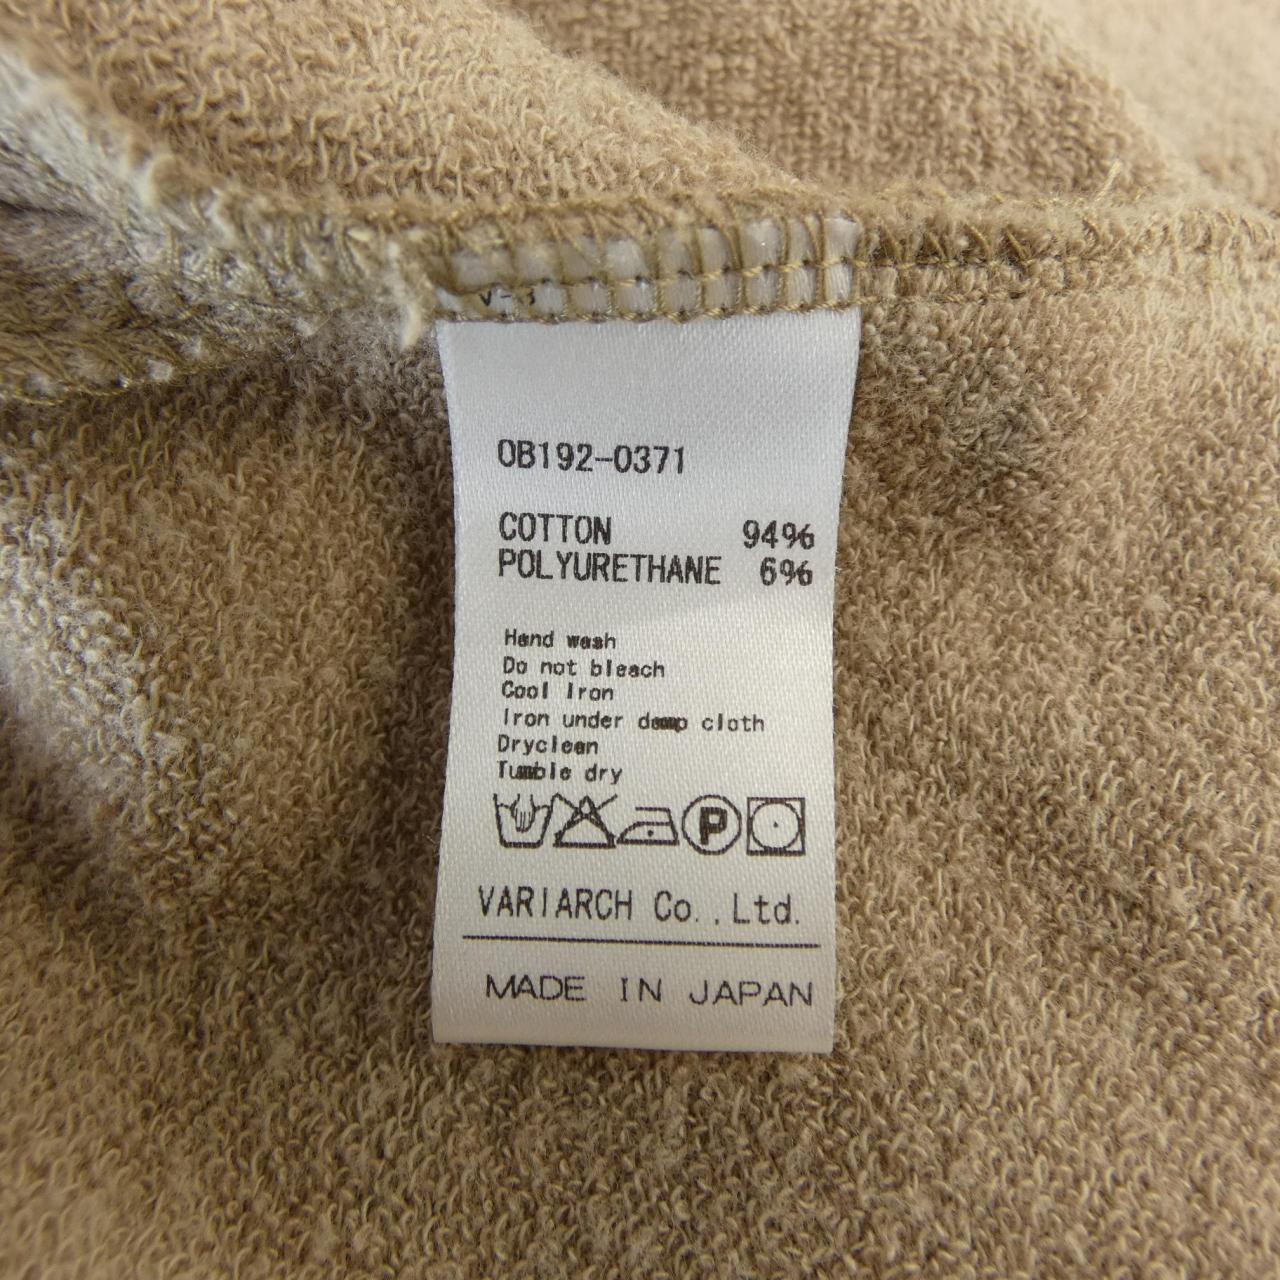 OB192-0371
COTTON 94%
POLYURETHANE 6%
Hand wash
Do not bleach
Cool Iron
Iron under damp cloth
Dryclean
Tumble dry
P
VARIARCH Co.,Ltd.
MADE IN JAPAN